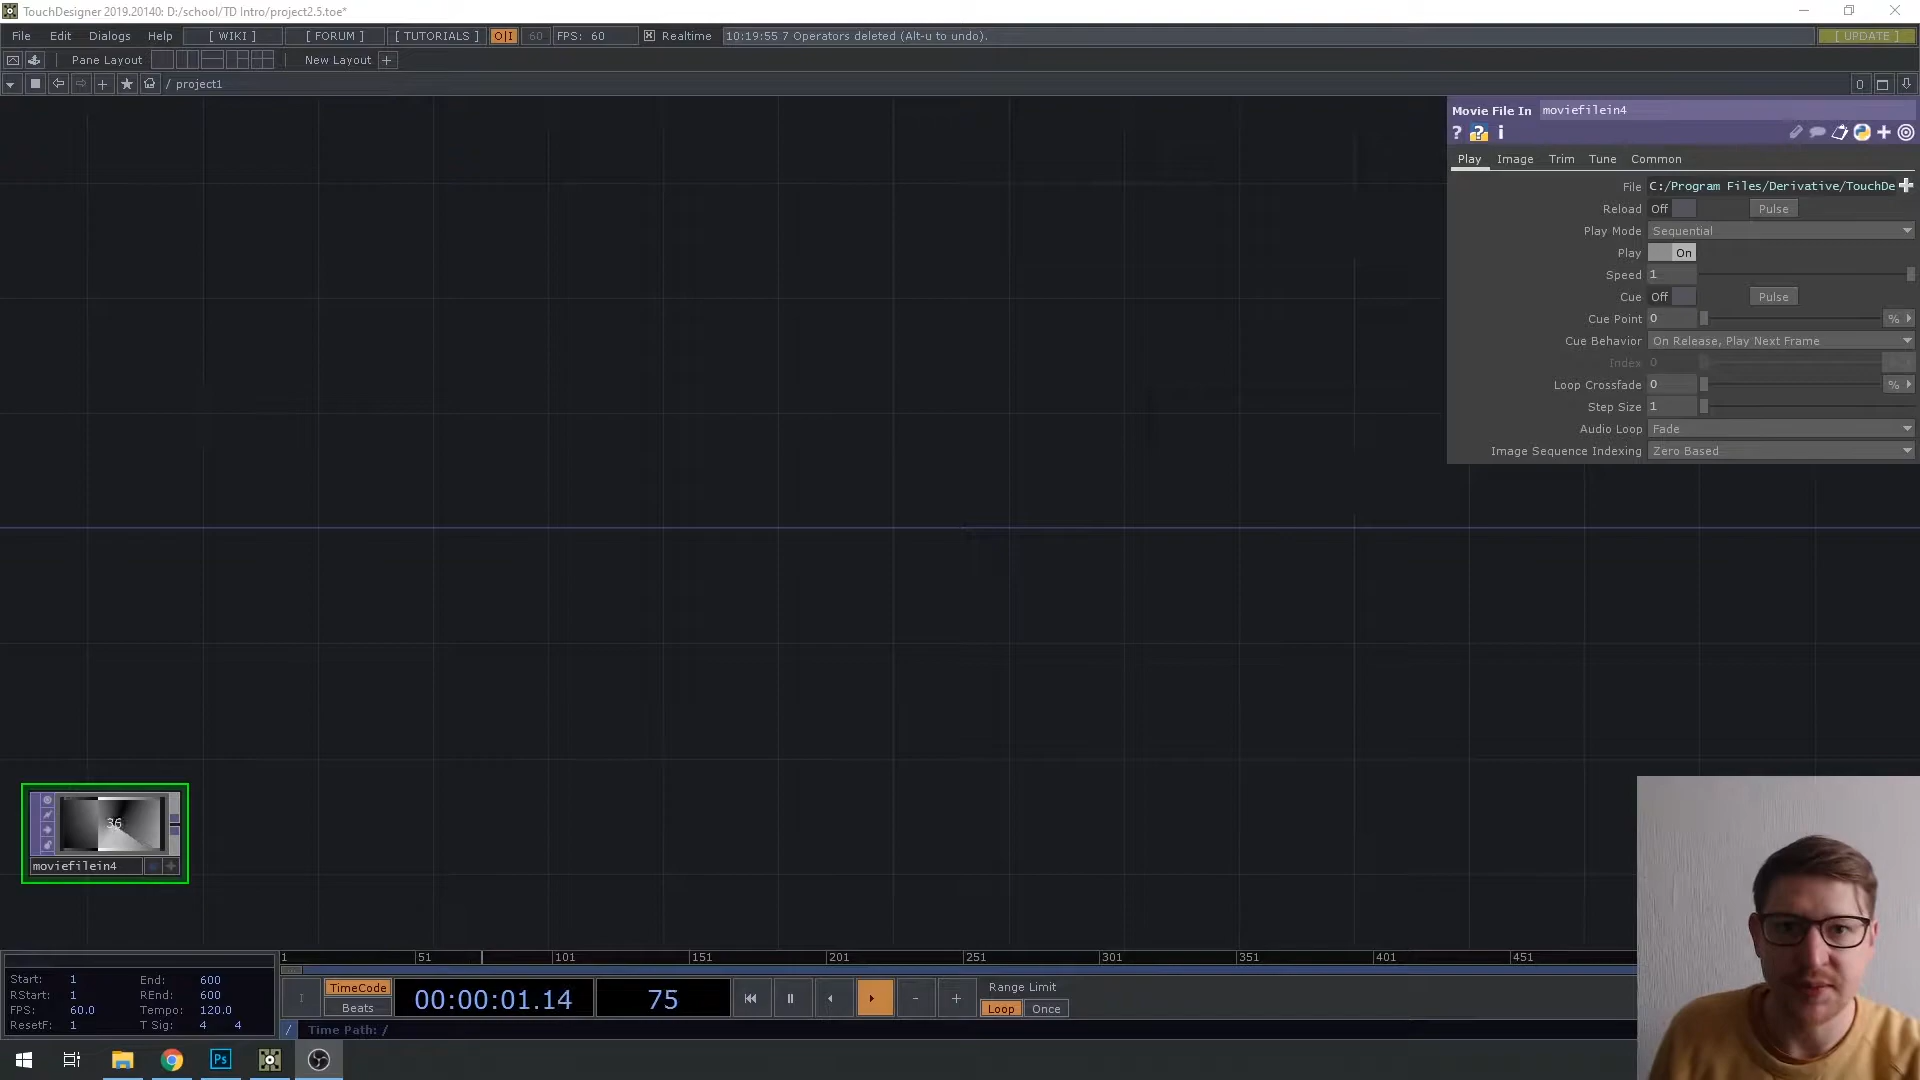 TouchDesigner 2019.20140: D:/school/TD Intro/project2.5.toe*
File Edit Dialogs Help [ WIKI ] [ FORUM ] [ TUTORIALS ] O|I 60 FPS: 60 Realtime 10:19:55 7 Operators deleted (Alt-u to undo). [ UPDATE ]
Pane Layout New Layout +
/ project1 0
Movie File In moviefilein4
? ? i
Play Image Trim Tune Common
File C:/Program Files/Derivative/TouchDe
Reload Off Pulse
Play Mode Sequential
Play On
Speed 1
Cue Off Pulse
Cue Point 0 %
Cue Behavior On Release, Play Next Frame
Index 0
Loop Crossfade 0 %
Step Size 1
Audio Loop Fade
Image Sequence Indexing Zero Based
36
moviefilein4
1 51 101 151 201 251 301 351 401 451
Start: 1 End: 600
RStart: 1 REnd: 600
FPS: 60.0 Tempo: 120.0
ResetF: 1 T Sig: 4 4
I TimeCode
Beats
00:00:01.14 75
- +
Range Limit
Loop Once
/ Time Path: /
Ps